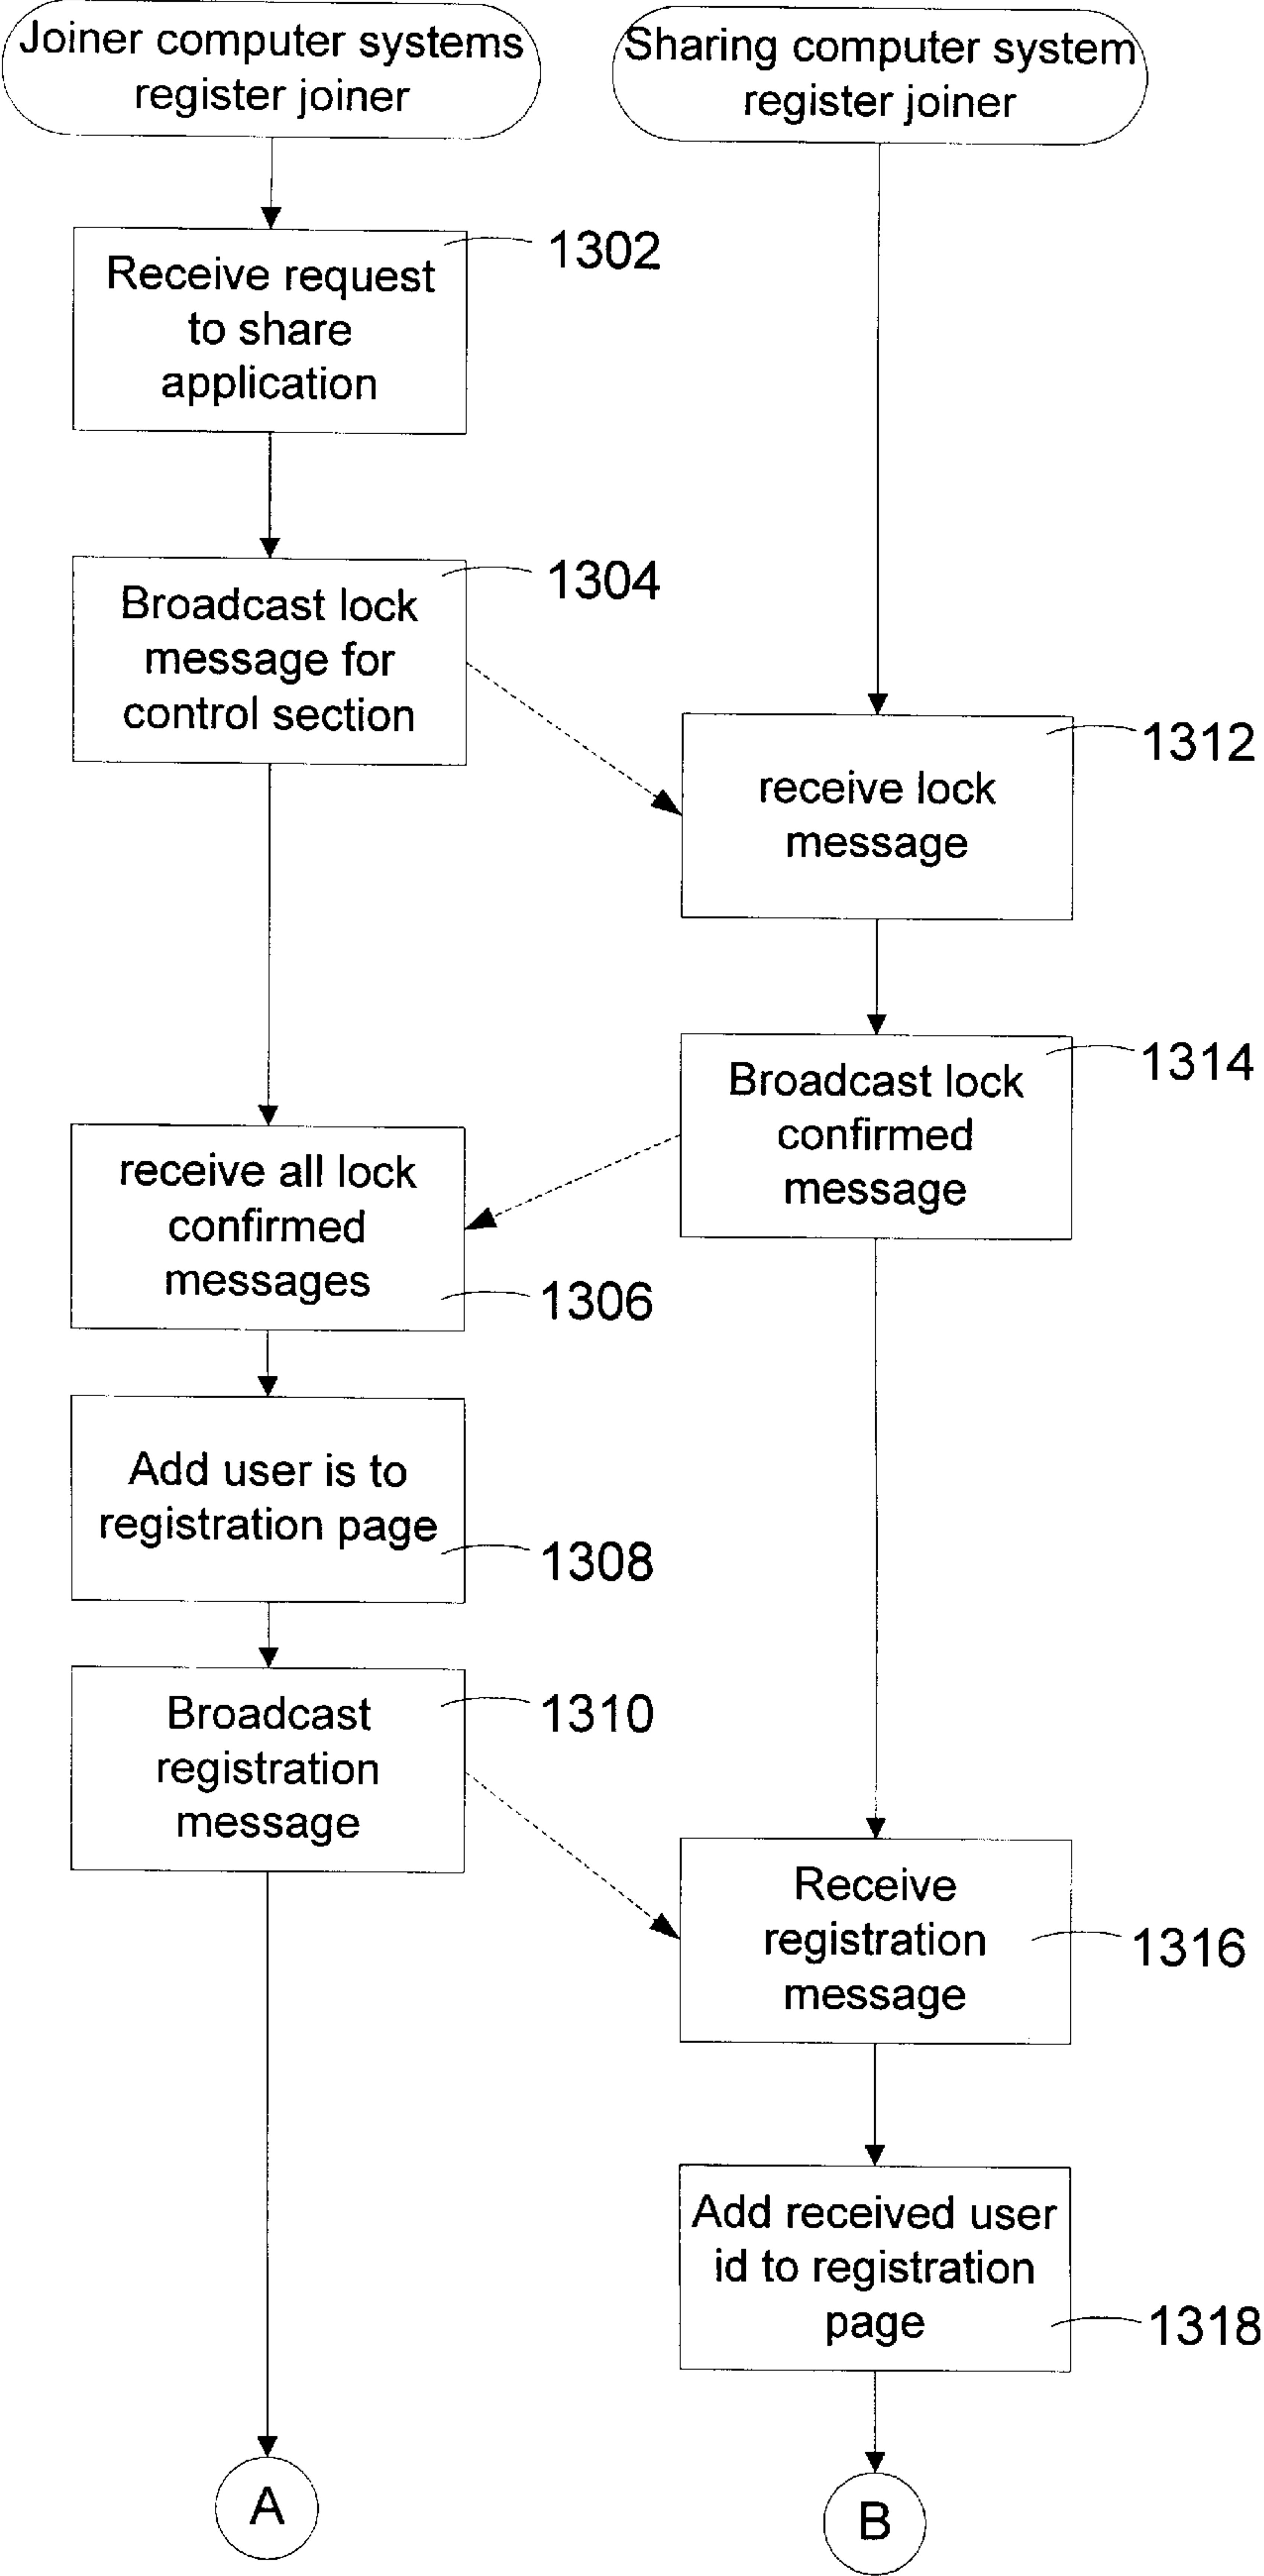 Joiner computer systems
register joiner
Sharing computer system
register joiner
1302
Receive request
to share
application
1304
Broadcast lock
message for
control section
1312
receive lock
message
1314
Broadcast lock
confirmed
message
receive all lock
confirmed
messages
1306
Add user is to
registration page
1308
1310
Broadcast
registration
message
Receive
registration
message
1316
Add received user
id to registration
page
1318
A
B